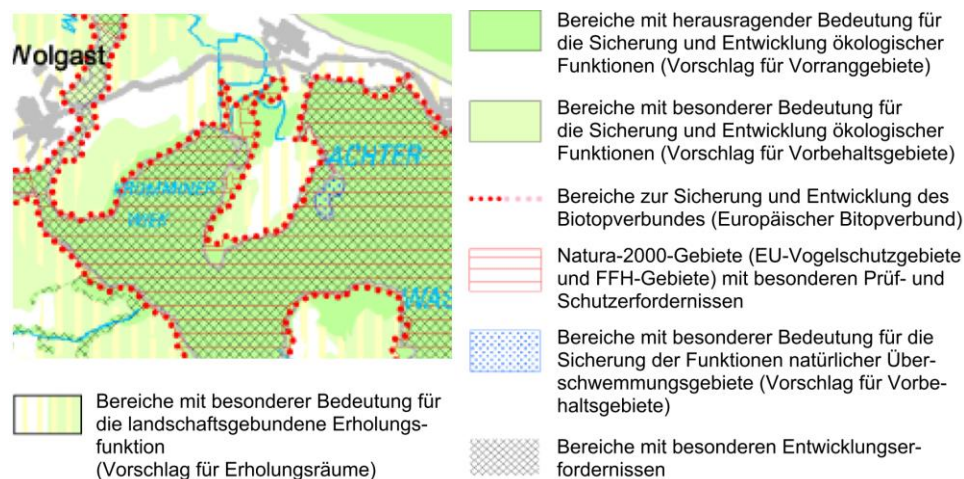 Wolgast
ACHTER-
KRUMMINER
WIEK
Bereiche mit besonderer Bedeutung für
die landschaftsgebundene Erholungs-
funktion
(Vorschlag für Erholungsräume)
Bereiche mit herausragender Bedeutung für
die Sicherung und Entwicklung ökologischer
Funktionen (Vorschlag für Vorranggebiete)
Bereiche mit besonderer Bedeutung für
die Sicherung und Entwicklung ökologischer
Funktionen (Vorschlag für Vorbehaltsgebiete)
Bereiche zur Sicherung und Entwicklung des
Biotopverbundes (Europäischer Bitopverbund)
Natura-2000-Gebiete (EU-Vogelschutzgebiete
und FFH-Gebiete) mit besonderen Prüf- und
Schutzerfordernissen
Bereiche mit besonderer Bedeutung für die
Sicherung der Funktionen natürlicher Über-
schwemmungsgebiete (Vorschlag für Vorbe-
haltsgebiete)
Bereiche mit besonderen Entwicklungser-
fordernissen